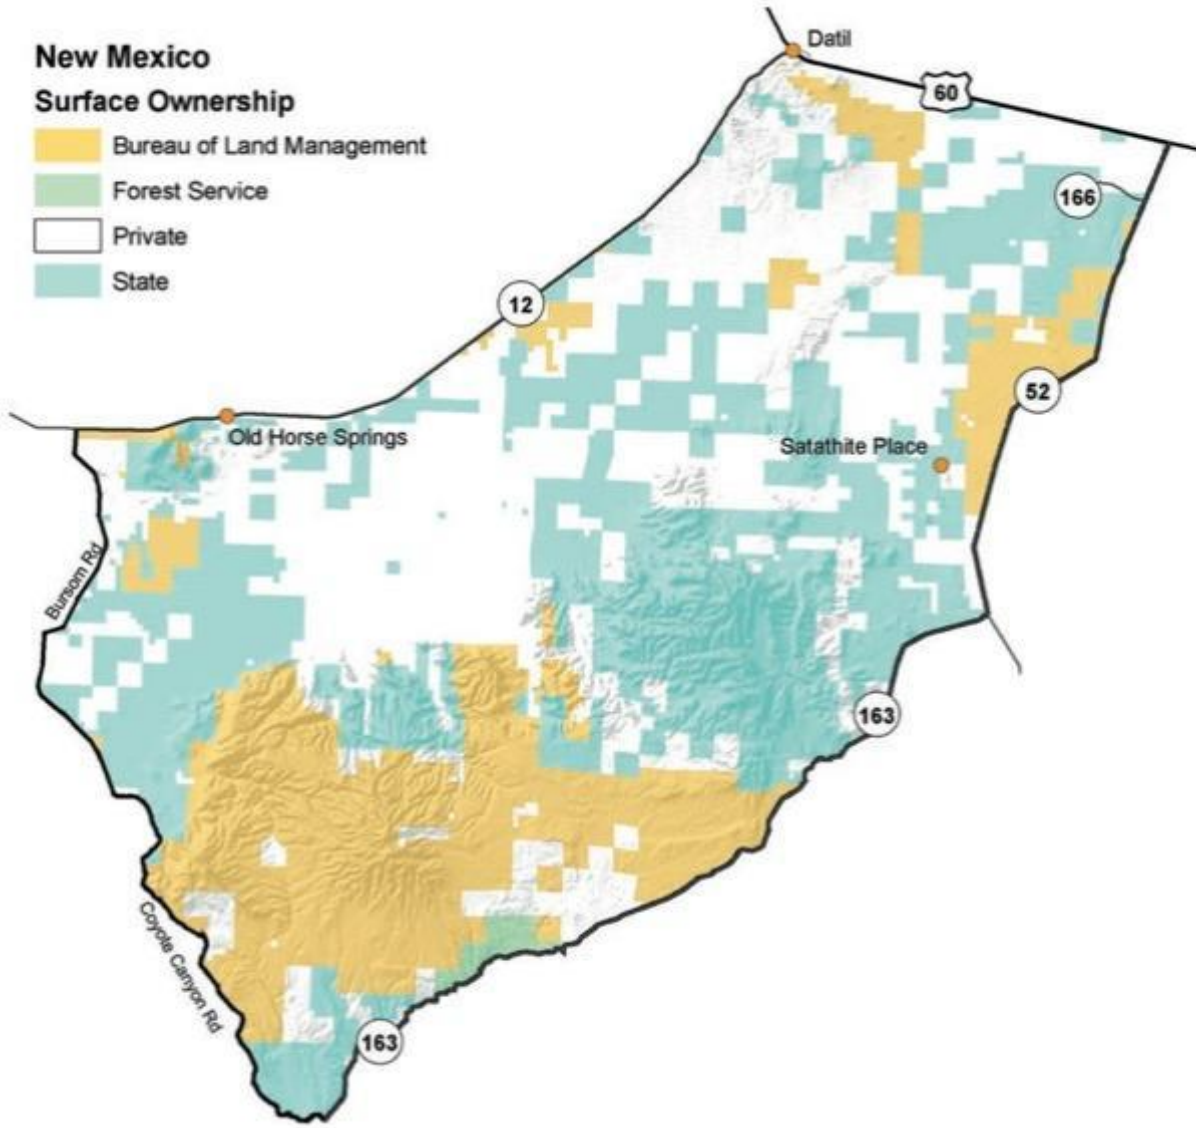 New Mexico
Surface Ownership
Bureau of Land Management
Forest Service
Private
State
Datil
60
166
12
52
Old Horse Springs
Satathite Place
Bursom Rd
163
Coyote Canyon Rd
163